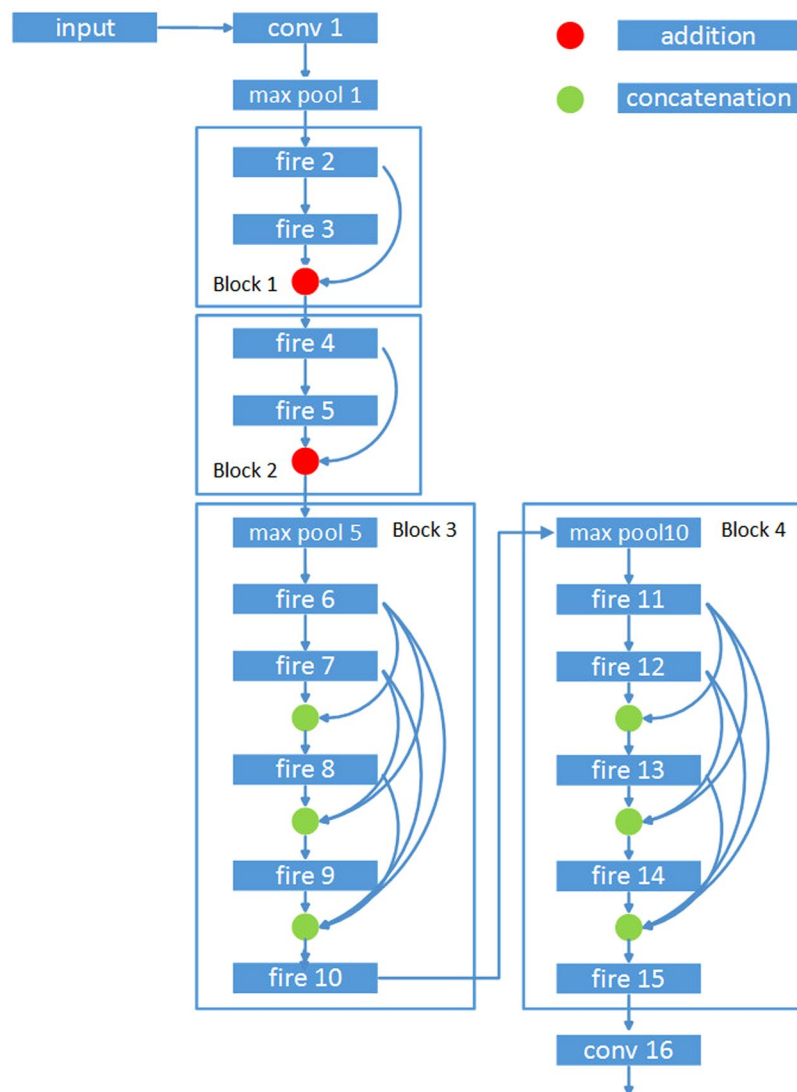 input
conv 1
addition
max pool 1
concatenation
fire 2
fire 3
Block 1
fire 4
fire 5
Block 2
max pool 5
Block 3
fire 6
fire 7
fire 8
fire 9
fire 10
max pool10
Block 4
fire 11
fire 12
fire 13
fire 14
fire 15
conv 16